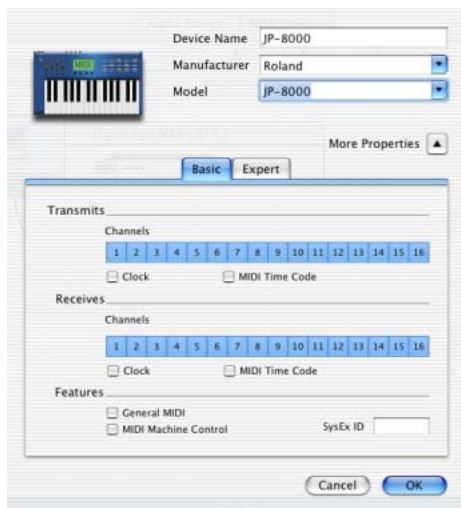 Device Name JP-8000
Manufacturer Roland
Model JP-8000
MIDI
More Properties
Basic Expert
Transmits
Channels
1 2 3 4 5 6 7 8 9 10 11 12 13 14 15 16
Clock MIDI Time Code
Receives
Channels
1 2 3 4 5 6 7 8 9 10 11 12 13 14 15 16
Clock MIDI Time Code
Features
General MIDI
MIDI Machine Control SysEx ID
Cancel OK